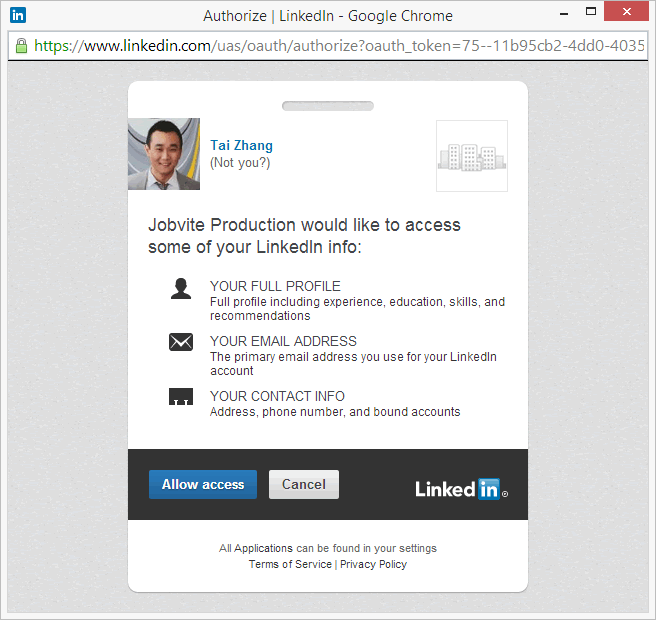 in
Authorize | LinkedIn - Google Chrome
https://www.linkedin.com/uas/oauth/authorize?oauth_token=75--11b95cb2-4dd0-4035
Tai Zhang
(Not you?)
Jobvite Production would like to access
some of your LinkedIn info:
YOUR FULL PROFILE
Full profile including experience, education, skills, and
recommendations
YOUR EMAIL ADDRESS
The primary email address you use for your LinkedIn
account
YOUR CONTACT INFO
Address, phone number, and bound accounts
Allow access
Cancel
Linked in ®
All Applications can be found in your settings
Terms of Service | Privacy Policy